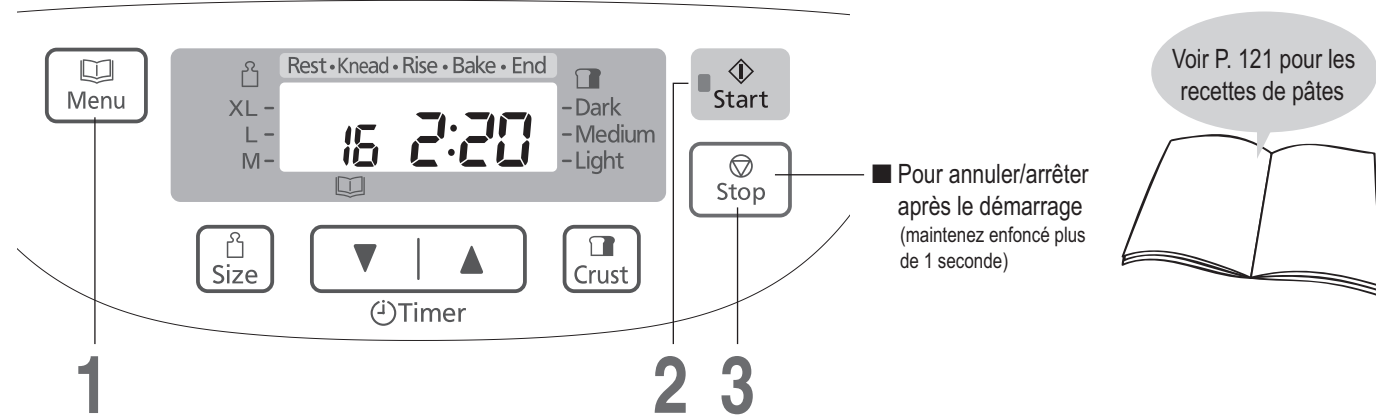 Menu
Rest • Knead • Rise • Bake • End
XL –
L –
M –
16 2:20
– Dark
– Medium
– Light
Start
Stop
Size
Timer
Crust
1
2
3
■ Pour annuler/arrêter
après le démarrage
(maintenez enfoncé plus
de 1 seconde)
Voir P. 121 pour les
recettes de pâtes